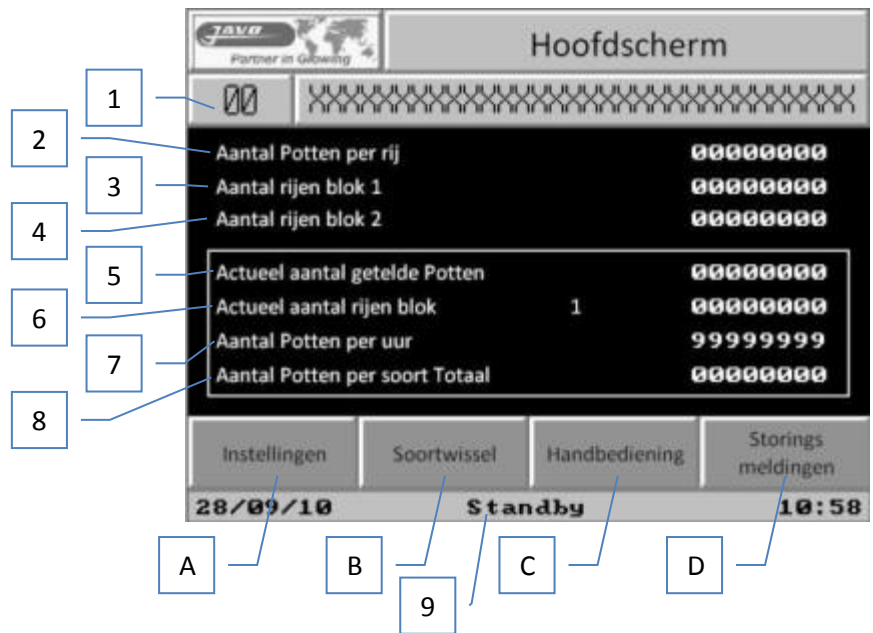 JAVO
Partner in Growing
Hoofdscherm
1
00
XXXXXXXXXXXXXXXXXXXXXXXX
2
Aantal Potten per rij 00000000
3
Aantal rijen blok 1 00000000
4
Aantal rijen blok 2 00000000
5
Actueel aantal getelde Potten 00000000
6
Actueel aantal rijen blok 1 00000000
7
Aantal Potten per uur 99999999
8
Aantal Potten per soort Totaal 00000000
Instellingen Soortwissel Handbediening Storings
meldingen
28/09/10 Standby 10:58
A B C D
9